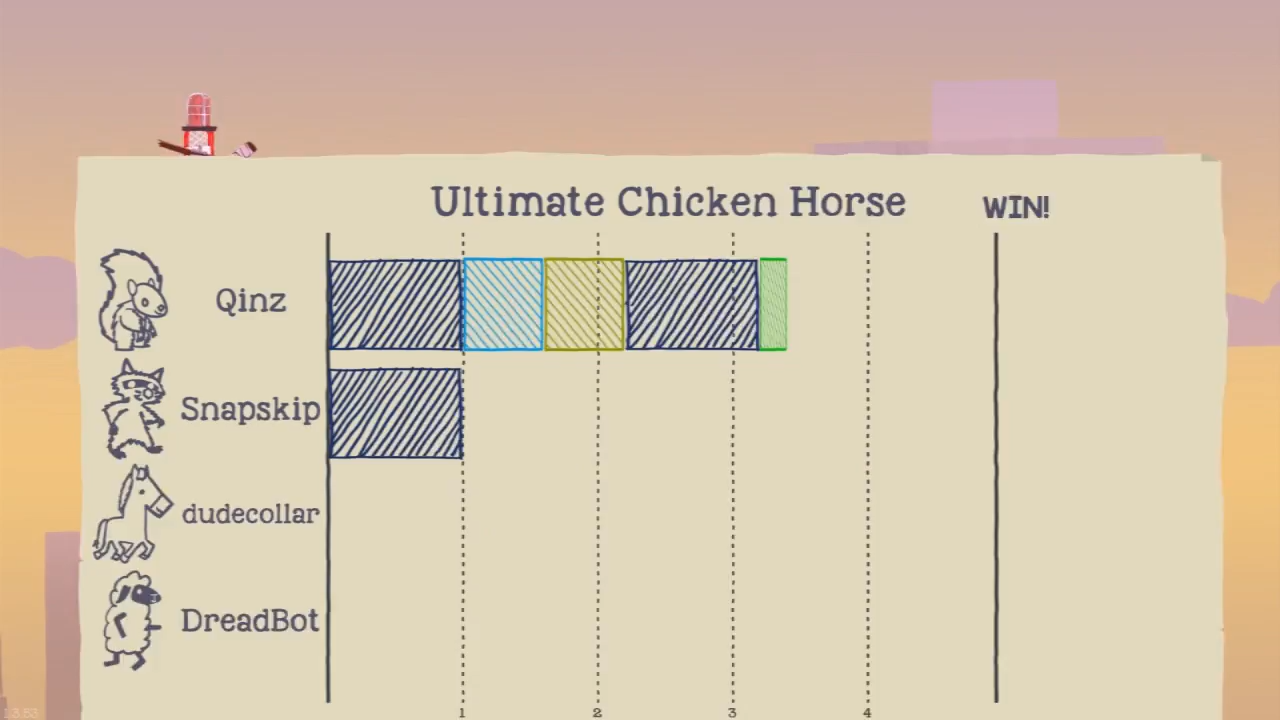 Ultimate Chicken Horse
WIN!
Qinz
Snapskip
dudecollar
DreadBot
1 2 3 4